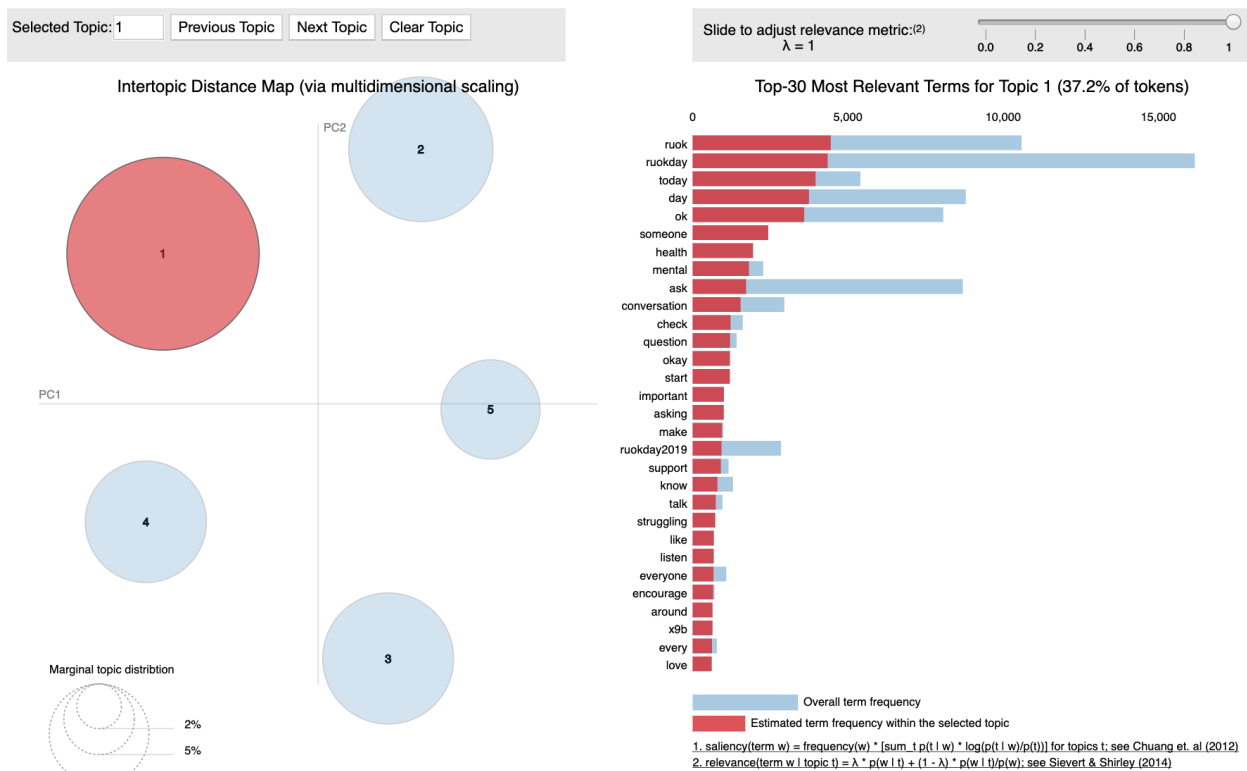 Selected Topic: 1 Previous Topic Next Topic Clear Topic
Slide to adjust relevance metric:(2)
λ = 1
0.0 0.2 0.4 0.6 0.8 1
Intertopic Distance Map (via multidimensional scaling)
PC2
PC1
1
2
5
4
3
Marginal topic distribtion
2%
5%
Top-30 Most Relevant Terms for Topic 1 (37.2% of tokens)
0 5,000 10,000 15,000
ruok
ruokday
today
day
ok
someone
health
mental
ask
conversation
check
question
okay
start
important
asking
make
ruokday2019
support
know
talk
struggling
like
listen
everyone
encourage
around
x9b
every
love
Overall term frequency
Estimated term frequency within the selected topic
1. saliency(term w) = frequency(w) * [sum_t p(t | w) * log(p(t | w)/p(t))] for topics t; see Chuang et. al (2012)
2. relevance(term w | topic t) = λ * p(w | t) + (1 - λ) * p(w | t)/p(w); see Sievert & Shirley (2014)